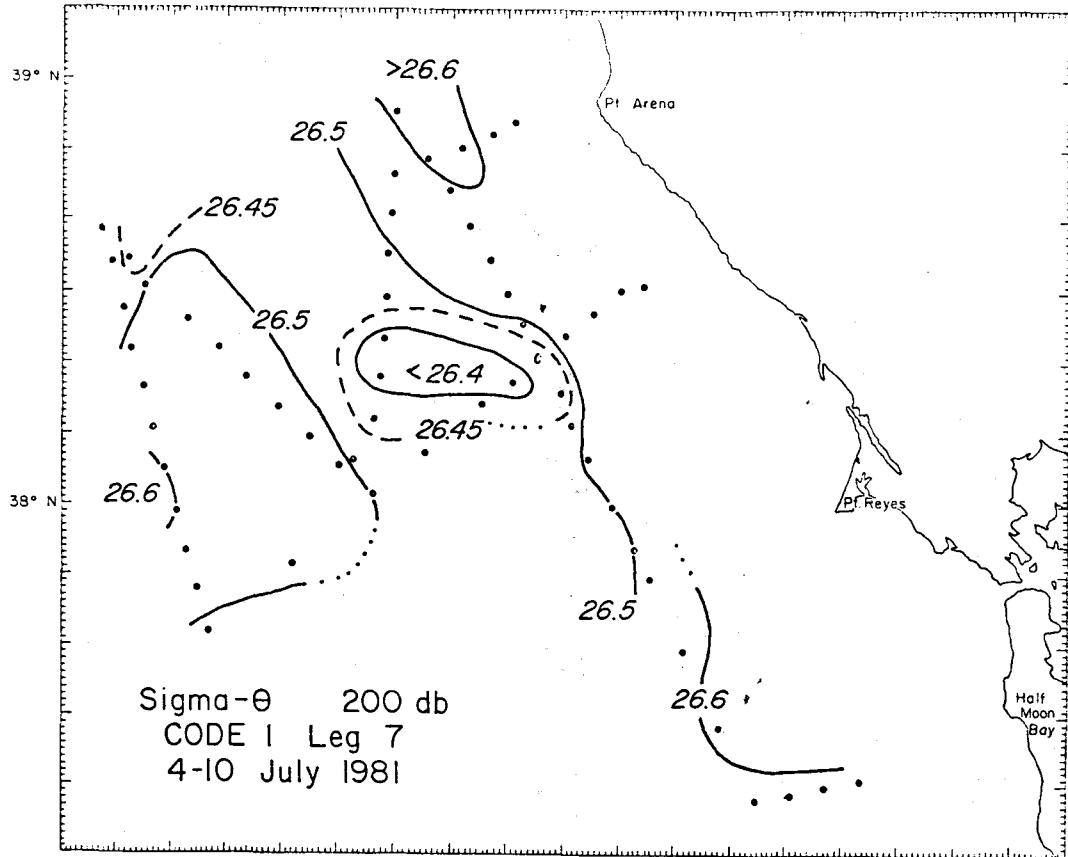 39° N
>26.6
Pt. Arena
26.5
26.45
26.5
<26.4
26.45
38° N
26.6
Pt. Reyes
26.5
26.6
Half
Moon
Bay
Sigma-θ 200 db
CODE 1 Leg 7
4-10 July 1981